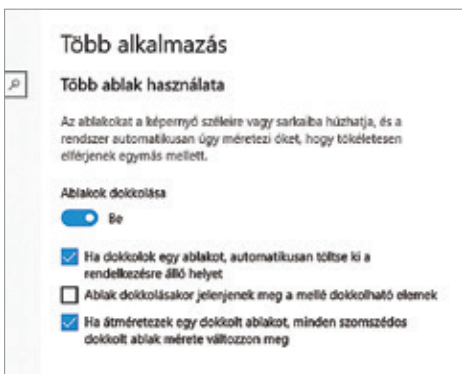 Több alkalmazás
Több ablak használata
Az ablakokat a képernyő széleire vagy sarkaiba húzhatja, és a
rendszer automatikusan úgy méretezi őket, hogy tökéletesen
elférjenek egymás mellett.
Ablakok dokkolása
Be
Ha dokkolok egy ablakot, automatikusan töltse ki a
rendelkezésre álló helyet
Ablak dokkolásakor jelenjenek meg a mellé dokkolható elemek
Ha átméretezek egy dokkolt ablakot, minden szomszédos
dokkolt ablak mérete változzon meg